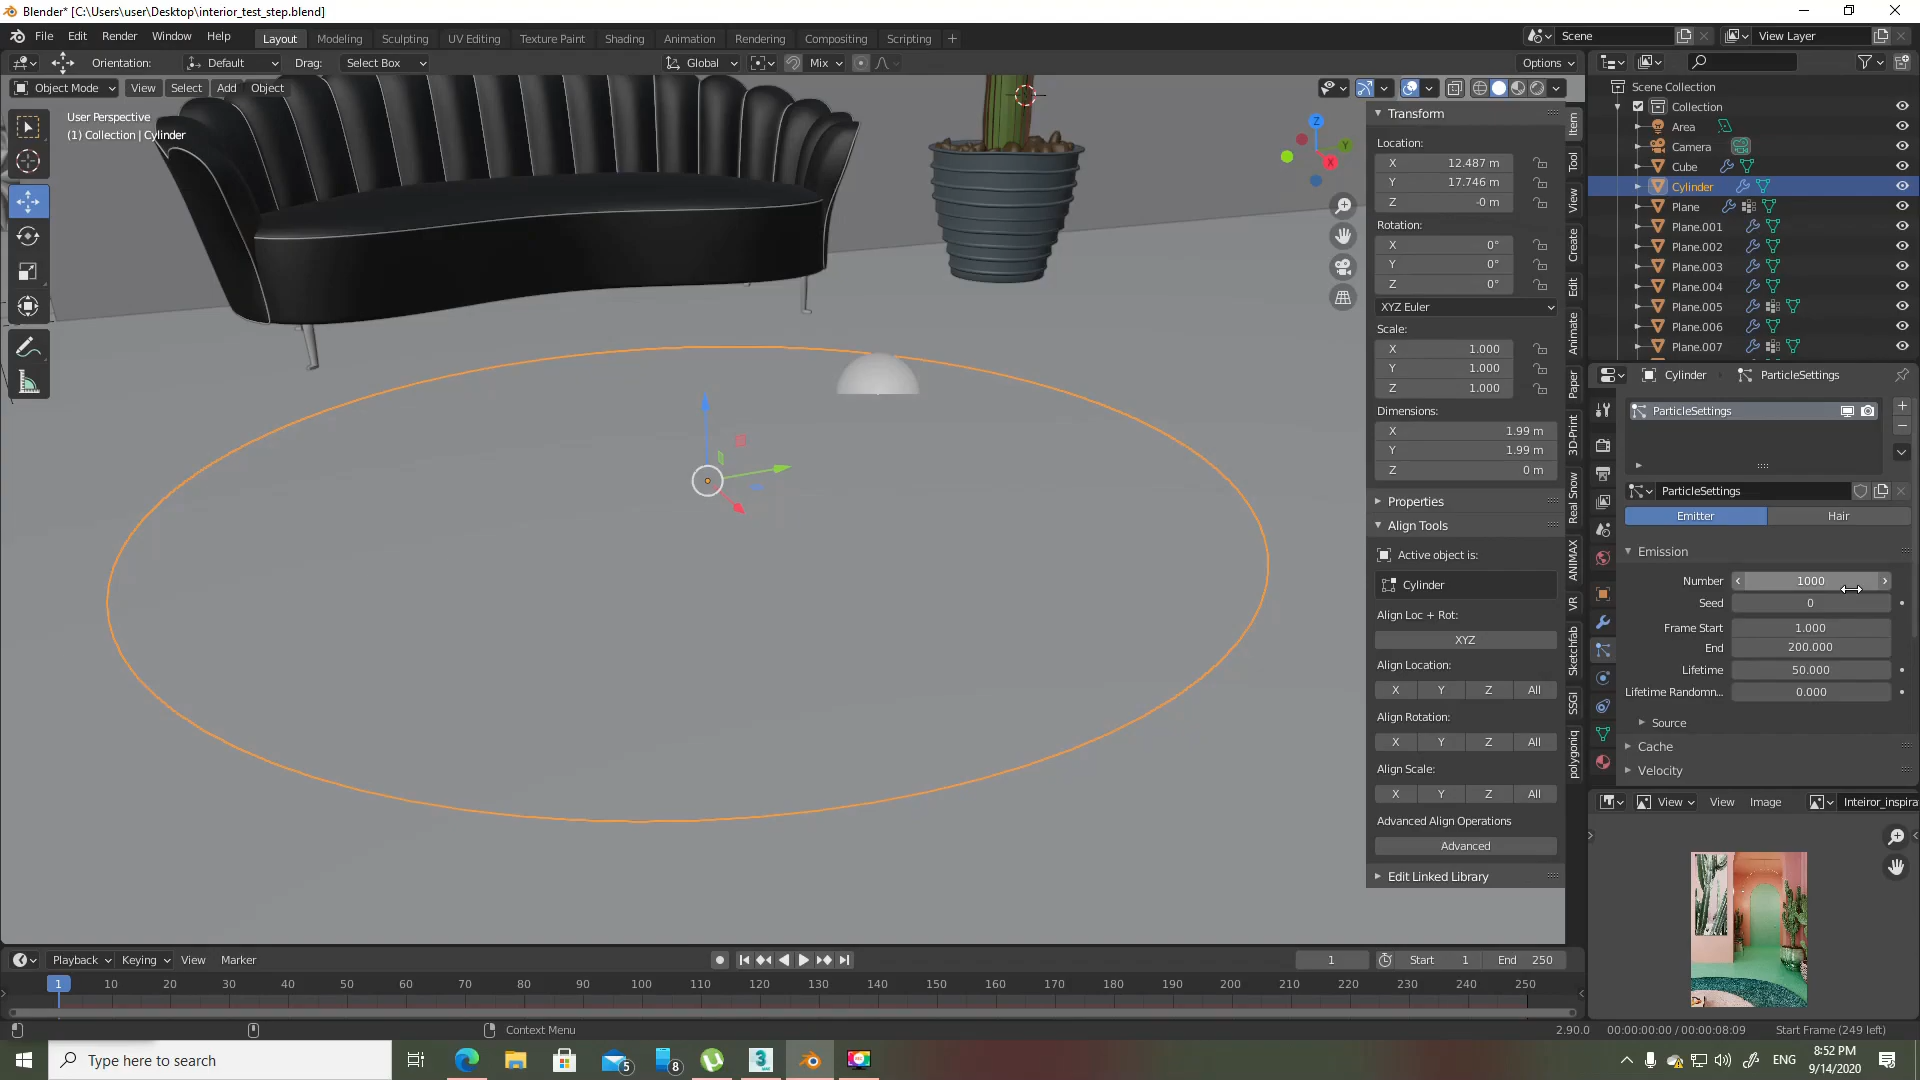 Blender* [C:\Users\user\Desktop\interior_test_step.blend]
File Edit Render Window Help
Layout Modeling Sculpting UV Editing Texture Paint Shading Animation Rendering Compositing Scripting +
Scene
View Layer
Orientation: Default Drag: Select Box
Global
Mix
Options
Object Mode View Select Add Object
User Perspective
(1) Collection | Cylinder
Z
Y
X
Transform
Location:
X 12.487 m
Y 17.746 m
Z -0 m
Rotation:
X 0°
Y 0°
Z 0°
XYZ Euler
Scale:
X 1.000
Y 1.000
Z 1.000
Dimensions:
X 1.99 m
Y 1.99 m
Z 0 m
Properties
Align Tools
Active object is:
Cylinder
Align Loc + Rot:
XYZ
Align Location:
X Y Z All
Align Rotation:
X Y Z All
Align Scale:
X Y Z All
Advanced Align Operations
Advanced
Edit Linked Library
Item
Tool
View
Create
Edit
Animate
Paper
3D-Print
Real Snow
ANIMAX
VR
Sketchfab
SSGI
polygoniq
Scene Collection
Collection
Area
Camera
Cube
Cylinder
Plane
Plane.001
Plane.002
Plane.003
Plane.004
Plane.005
Plane.006
Plane.007
Cylinder ParticleSettings
ParticleSettings
ParticleSettings
Emitter Hair
Emission
Number 1000
Seed 0
Frame Start 1.000
End 200.000
Lifetime 50.000
Lifetime Randomn... 0.000
Source
Cache
Velocity
View View Image Inteiror_inspira
Playback Keying View Marker
1 Start 1 End 250
1 10 20 30 40 50 60 70 80 90 100 110 120 130 140 150 160 170 180 190 200 210 220 230 240 250
Context Menu
2.90.0 00:00:00:00 / 00:00:08:09 Start Frame (249 left)
Type here to search
5
8
3
ENG
8:52 PM
9/14/2020